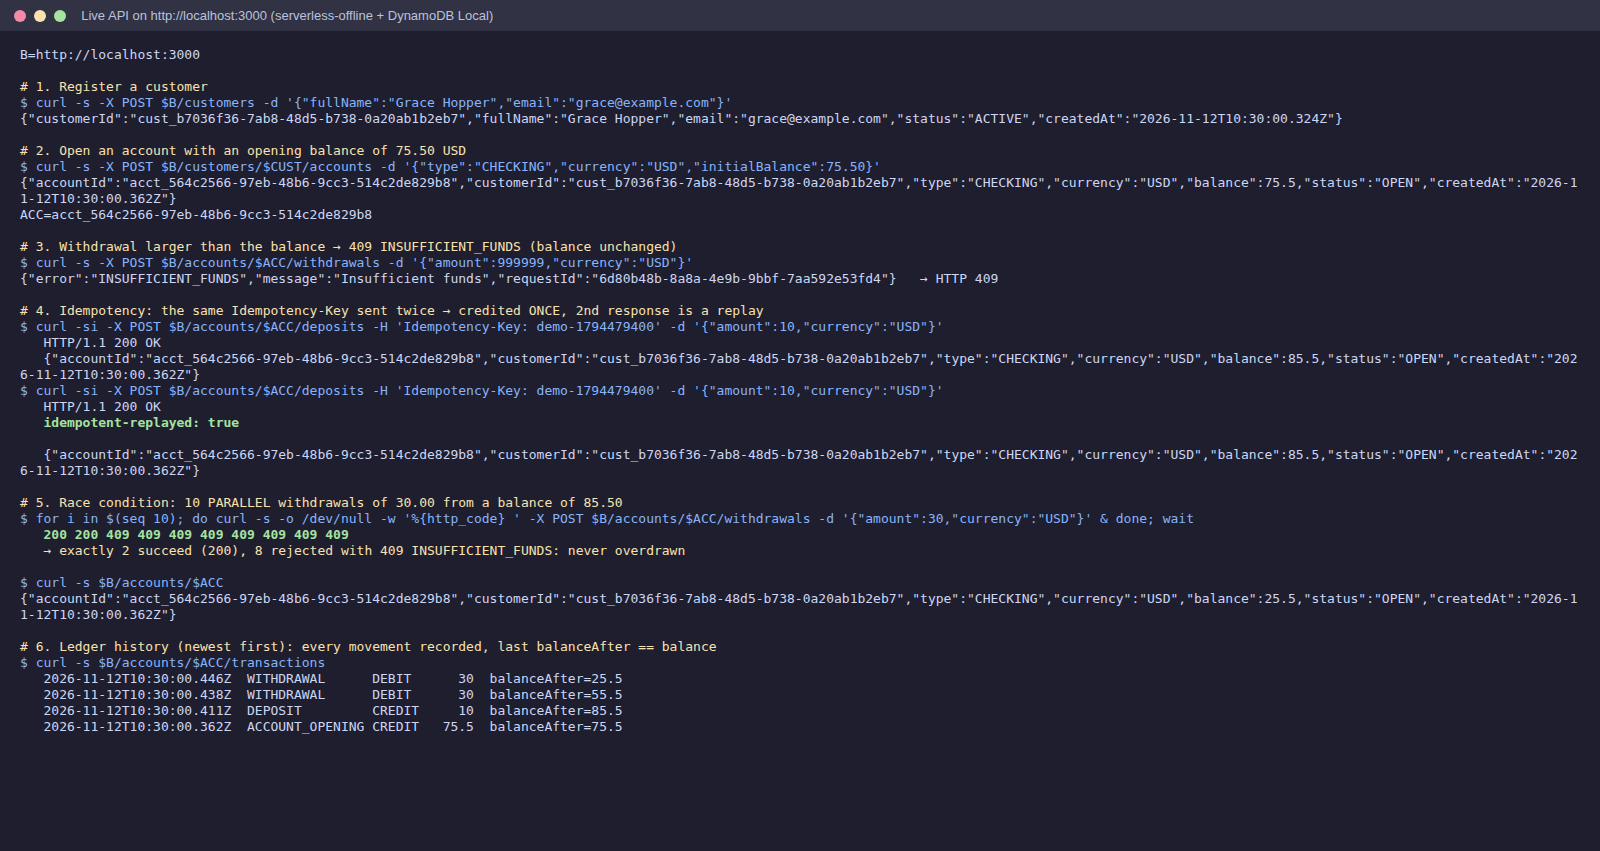 Live API on http://localhost:3000 (serverless-offline + DynamoDB Local)
B=http://localhost:3000
# 1. Register a customer
$ curl -s -X POST $B/customers -d '{"fullName":"Grace Hopper","email":"grace@example.com"}'
{"customerId":"cust_b7036f36-7ab8-48d5-b738-0a20ab1b2eb7","fullName":"Grace Hopper","email":"grace@example.com","status":"ACTIVE","createdAt":"2026-11-12T10:30:00.324Z"}
# 2. Open an account with an opening balance of 75.50 USD
$ curl -s -X POST $B/customers/$CUST/accounts -d '{"type":"CHECKING","currency":"USD","initialBalance":75.50}'
{"accountId":"acct_564c2566-97eb-48b6-9cc3-514c2de829b8","customerId":"cust_b7036f36-7ab8-48d5-b738-0a20ab1b2eb7","type":"CHECKING","currency":"USD","balance":75.5,"status":"OPEN","createdAt":"2026-1
1-12T10:30:00.362Z"}
ACC=acct_564c2566-97eb-48b6-9cc3-514c2de829b8
# 3. Withdrawal larger than the balance → 409 INSUFFICIENT_FUNDS (balance unchanged)
$ curl -s -X POST $B/accounts/$ACC/withdrawals -d '{"amount":999999,"currency":"USD"}'
{"error":"INSUFFICIENT_FUNDS","message":"Insufficient funds","requestId":"6d80b48b-8a8a-4e9b-9bbf-7aa592e53fd4"}   → HTTP 409
# 4. Idempotency: the same Idempotency-Key sent twice → credited ONCE, 2nd response is a replay
$ curl -si -X POST $B/accounts/$ACC/deposits -H 'Idempotency-Key: demo-1794479400' -d '{"amount":10,"currency":"USD"}'
   HTTP/1.1 200 OK
   {"accountId":"acct_564c2566-97eb-48b6-9cc3-514c2de829b8","customerId":"cust_b7036f36-7ab8-48d5-b738-0a20ab1b2eb7","type":"CHECKING","currency":"USD","balance":85.5,"status":"OPEN","createdAt":"202
6-11-12T10:30:00.362Z"}
$ curl -si -X POST $B/accounts/$ACC/deposits -H 'Idempotency-Key: demo-1794479400' -d '{"amount":10,"currency":"USD"}'
   HTTP/1.1 200 OK
   idempotent-replayed: true
   {"accountId":"acct_564c2566-97eb-48b6-9cc3-514c2de829b8","customerId":"cust_b7036f36-7ab8-48d5-b738-0a20ab1b2eb7","type":"CHECKING","currency":"USD","balance":85.5,"status":"OPEN","createdAt":"202
6-11-12T10:30:00.362Z"}
# 5. Race condition: 10 PARALLEL withdrawals of 30.00 from a balance of 85.50
$ for i in $(seq 10); do curl -s -o /dev/null -w '%{http_code} ' -X POST $B/accounts/$ACC/withdrawals -d '{"amount":30,"currency":"USD"}' & done; wait
   200 200 409 409 409 409 409 409 409 409
   → exactly 2 succeed (200), 8 rejected with 409 INSUFFICIENT_FUNDS: never overdrawn
$ curl -s $B/accounts/$ACC
{"accountId":"acct_564c2566-97eb-48b6-9cc3-514c2de829b8","customerId":"cust_b7036f36-7ab8-48d5-b738-0a20ab1b2eb7","type":"CHECKING","currency":"USD","balance":25.5,"status":"OPEN","createdAt":"2026-1
1-12T10:30:00.362Z"}
# 6. Ledger history (newest first): every movement recorded, last balanceAfter == balance
$ curl -s $B/accounts/$ACC/transactions
   2026-11-12T10:30:00.446Z  WITHDRAWAL      DEBIT      30  balanceAfter=25.5
   2026-11-12T10:30:00.438Z  WITHDRAWAL      DEBIT      30  balanceAfter=55.5
   2026-11-12T10:30:00.411Z  DEPOSIT         CREDIT     10  balanceAfter=85.5
   2026-11-12T10:30:00.362Z  ACCOUNT_OPENING CREDIT   75.5  balanceAfter=75.5